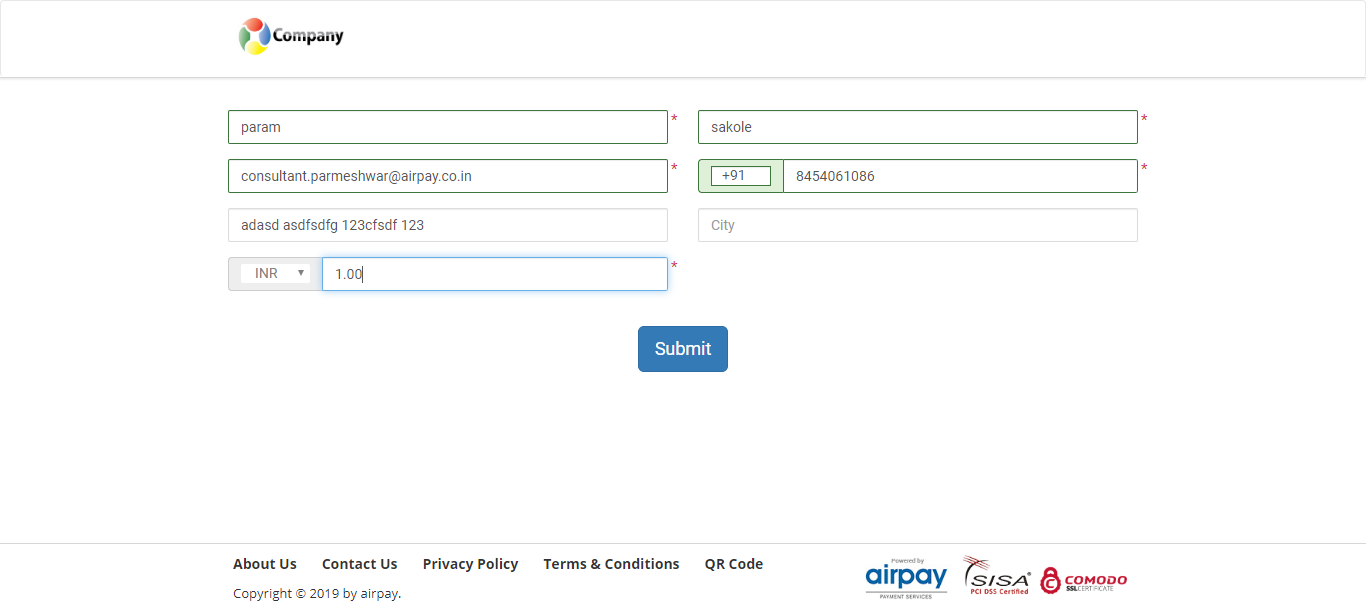 Company
param *
sakole *
consultant.parmeshwar@airpay.co.in *
+91 8454061086 *
adasd asdfsdfg 123cfsdf 123
City
INR ▼ 1.00 *
Submit
About Us Contact Us Privacy Policy Terms & Conditions QR Code
Copyright © 2019 by airpay.
Powered by
airpay
PAYMENT SERVICES
SISA
PCI DSS Certified
COMODO
SSL CERTIFICATE